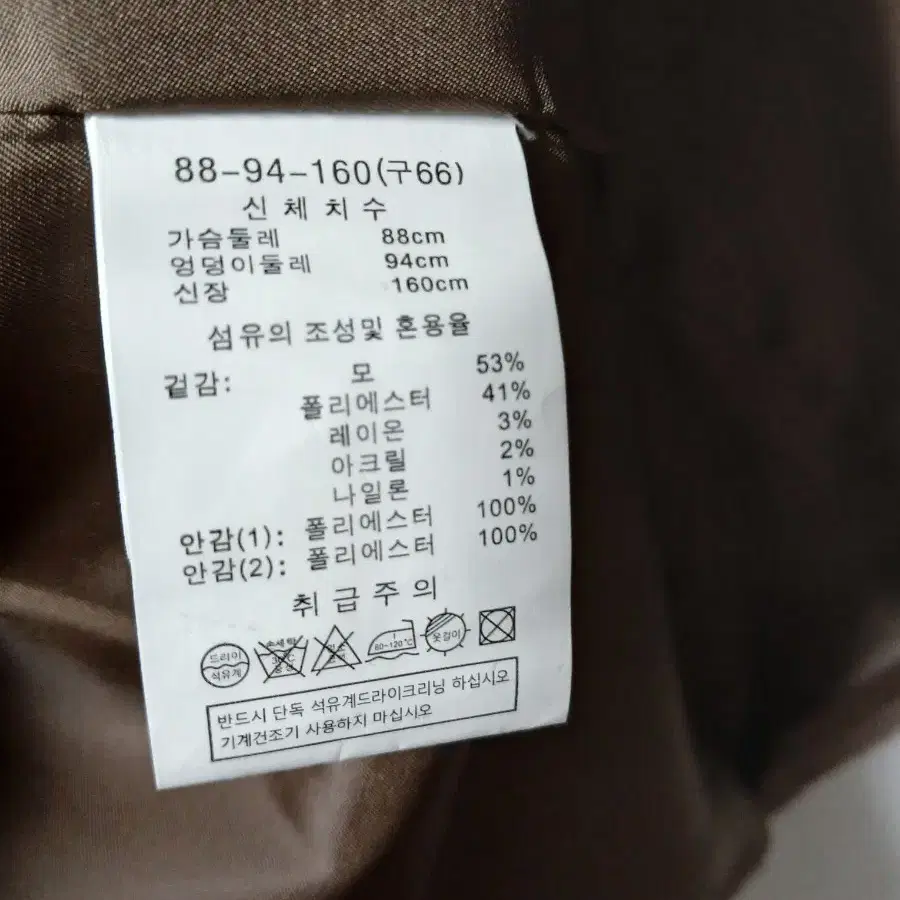 88-94-160(구66)
신체치수
가슴둘레 88cm
엉덩이둘레 94cm
신장 160cm
섬유의 조성및 혼용율
겉감: 모 53%
폴리에스터 41%
레이온 3%
아크릴 2%
나일론 1%
안감(1): 폴리에스터 100%
안감(2): 폴리에스터 100%
취급주의
드라이
석유계
손세탁
30℃
중성
80~120℃
옷걸이
반드시 단독 석유계드라이크리닝 하십시오
기계건조기 사용하지 마십시오